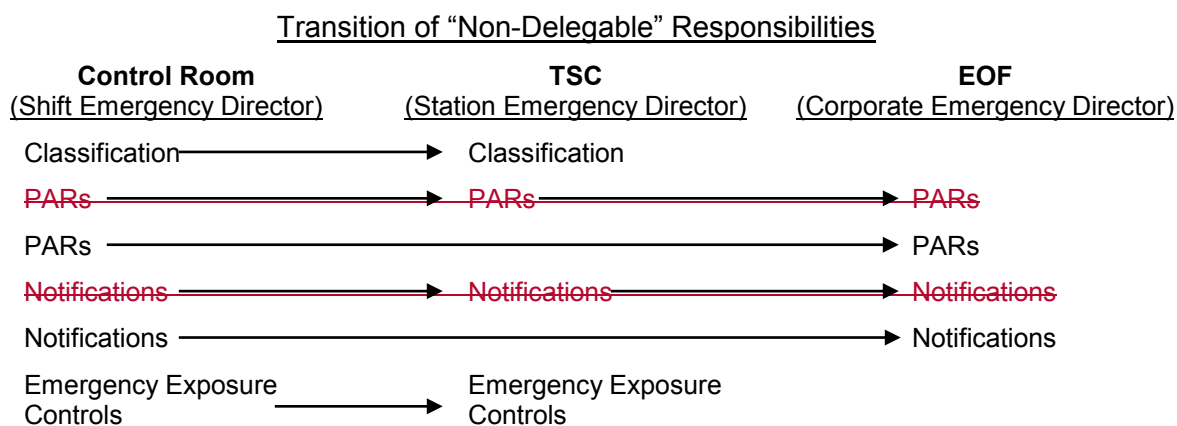 Transition of “Non-Delegable” Responsibilities
Control Room TSC EOF
(Shift Emergency Director) (Station Emergency Director) (Corporate Emergency Director)
Classification Classification
PARs PARs PARs
PARs PARs
Notifications Notifications Notifications
Notifications Notifications
Emergency Exposure Emergency Exposure
Controls Controls